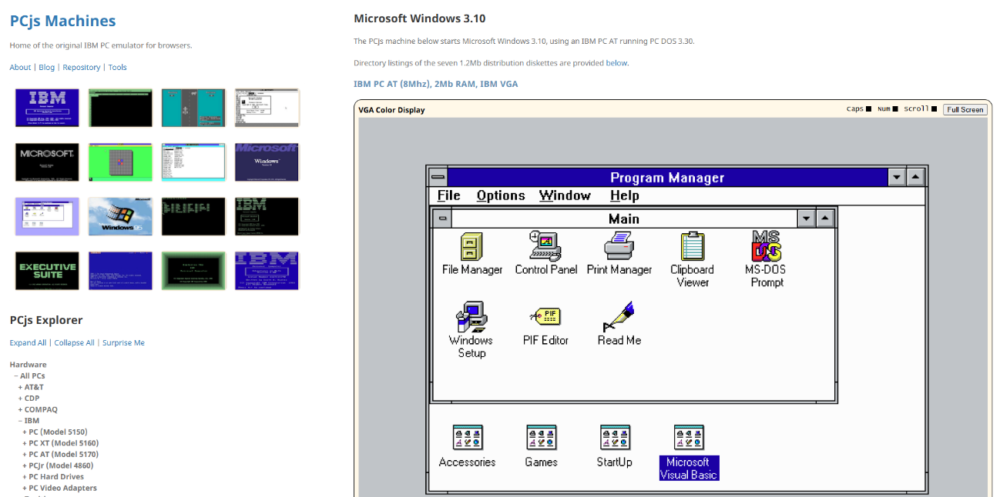 PCjs Machines
Home of the original IBM PC emulator for browsers.
About | Blog | Repository | Tools
IBM
MICROSOFT.
Microsoft
Windows
Windows 95
IBM
EXECUTIVE
SUITE
IBM
PCjs Explorer
Expand All | Collapse All | Surprise Me
Hardware
– All PCs
+ AT&T
+ CDP
+ COMPAQ
– IBM
+ PC (Model 5150)
+ PC XT (Model 5160)
+ PC AT (Model 5170)
+ PCJr (Model 4860)
+ PC Hard Drives
+ PC Video Adapters
Microsoft Windows 3.10
The PCjs machine below starts Microsoft Windows 3.10, using an IBM PC AT running PC DOS 3.30.
Directory listings of the seven 1.2Mb distribution diskettes are provided below.
IBM PC AT (8Mhz), 2Mb RAM, IBM VGA
VGA Color Display
Caps Num Scroll Full Screen
Program Manager
File Options Window Help
Main
File Manager
Control Panel
Print Manager
Clipboard
Viewer
MS-DOS
Prompt
Windows
Setup
PIF Editor
Read Me
Accessories
Games
StartUp
Microsoft
Visual Basic